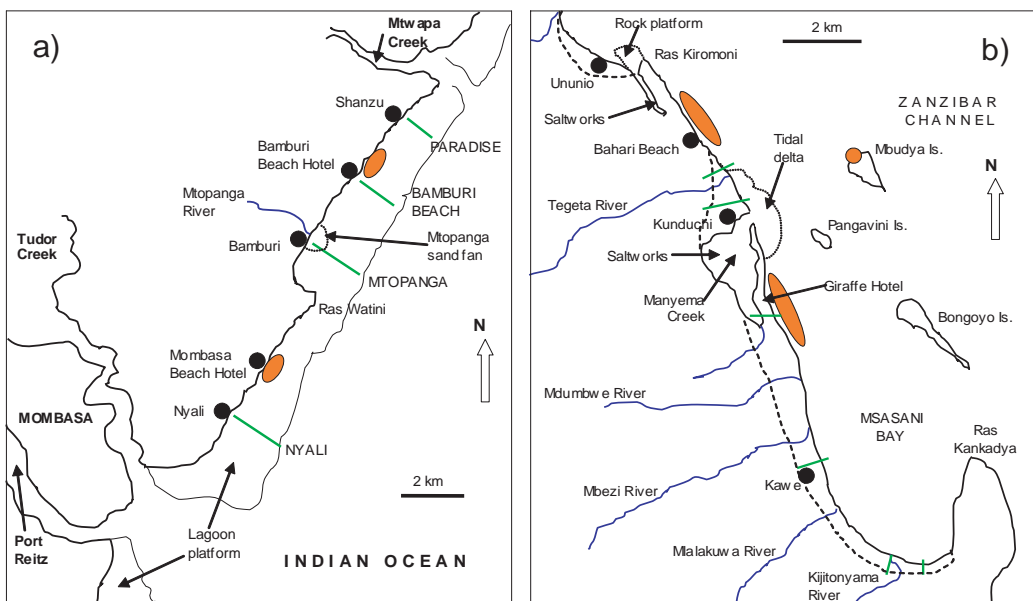 a)
Mtwapa
Creek
Shanzu
PARADISE
Bamburi
Beach Hotel
BAMBURI
BEACH
Mtopanga
River
Mtopanga
sand fan
Bamburi
MTOPANGA
Tudor
Creek
Ras Watini
N
Mombasa
Beach Hotel
MOMBASA
Nyali
NYALI
2 km
Port
Reitz
Lagoon
platform
INDIAN OCEAN
b)
Rock platform
2 km
Ras Kiromoni
Ununio
ZANZIBAR
CHANNEL
Saltworks
Bahari Beach
Tidal
delta
Mbudya Is.
N
Tegeta River
Kunduchi
Pangavini Is.
Saltworks
Giraffe Hotel
Manyema
Creek
Bongoyo Is.
Mdumbwe River
MSASANI
BAY
Ras
Kankadya
Mbezi River
Kawe
Mlalakuwa River
Kijitonyama
River